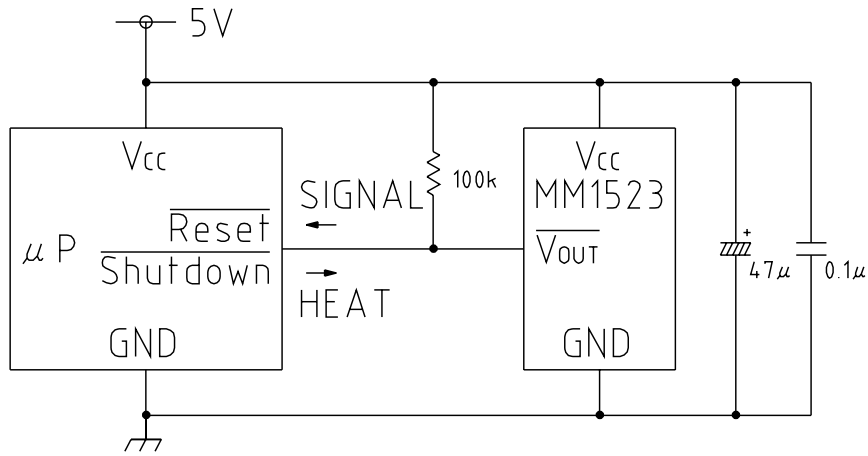 5V
Vcc
Vcc
100k
SIGNAL
MM1523
Reset
μP
VOUT
Shutdown
+
47μ
0.1μ
HEAT
GND
GND